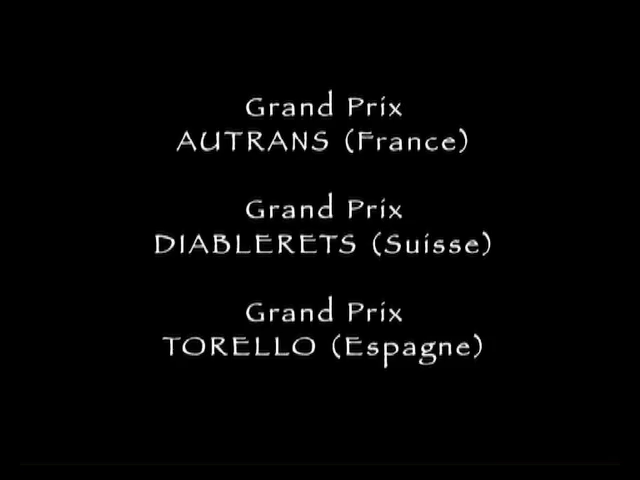 Grand Prix
AUTRANS (France)
Grand Prix
DIABLERETS (Suisse)
Grand Prix
TORELLO (Espagne)